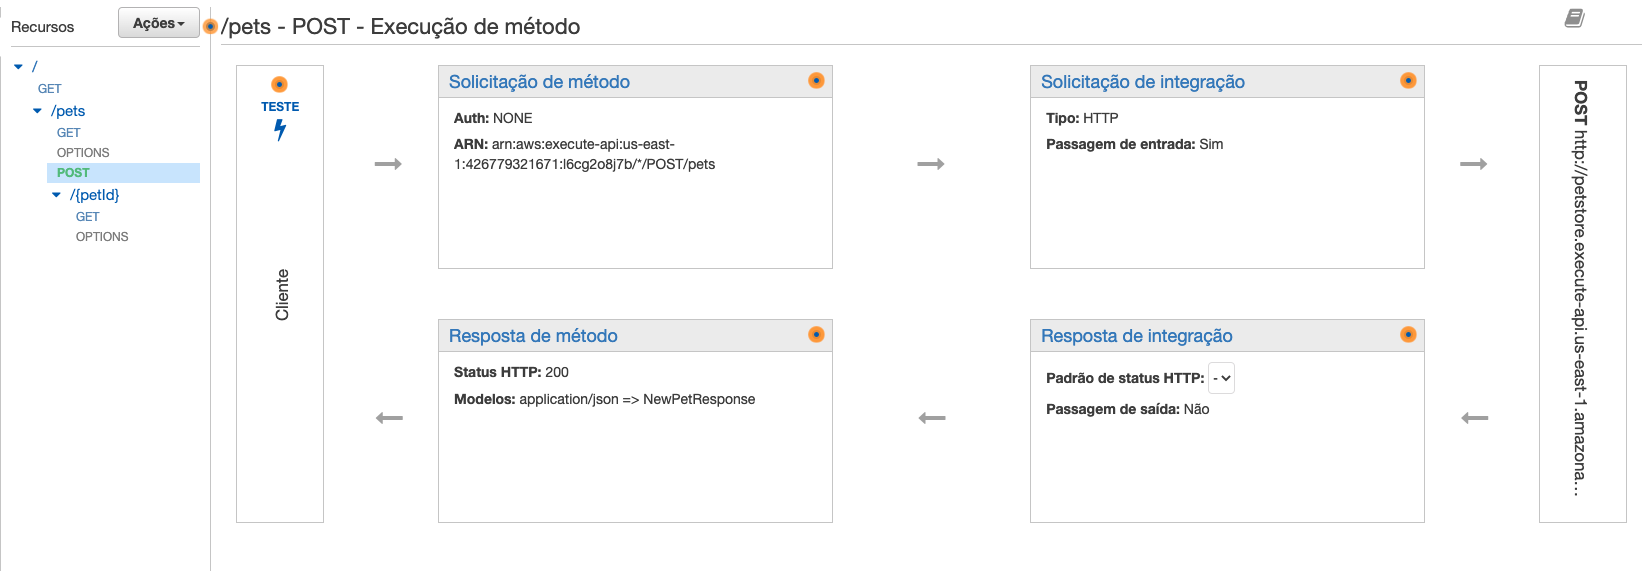 Recursos
Ações
/pets - POST - Execução de método
/
GET
/pets
GET
OPTIONS
POST
/{petId}
GET
OPTIONS
TESTE
Cliente
Solicitação de método
Auth: NONE
ARN: arn:aws:execute-api:us-east-
1:426779321671:l6cg2o8j7b/*/POST/pets
Solicitação de integração
Tipo: HTTP
Passagem de entrada: Sim
Resposta de método
Status HTTP: 200
Modelos: application/json => NewPetResponse
Resposta de integração
Padrão de status HTTP: -
Passagem de saída: Não
POST http://petstore.execute-api.us-east-1.amazona...